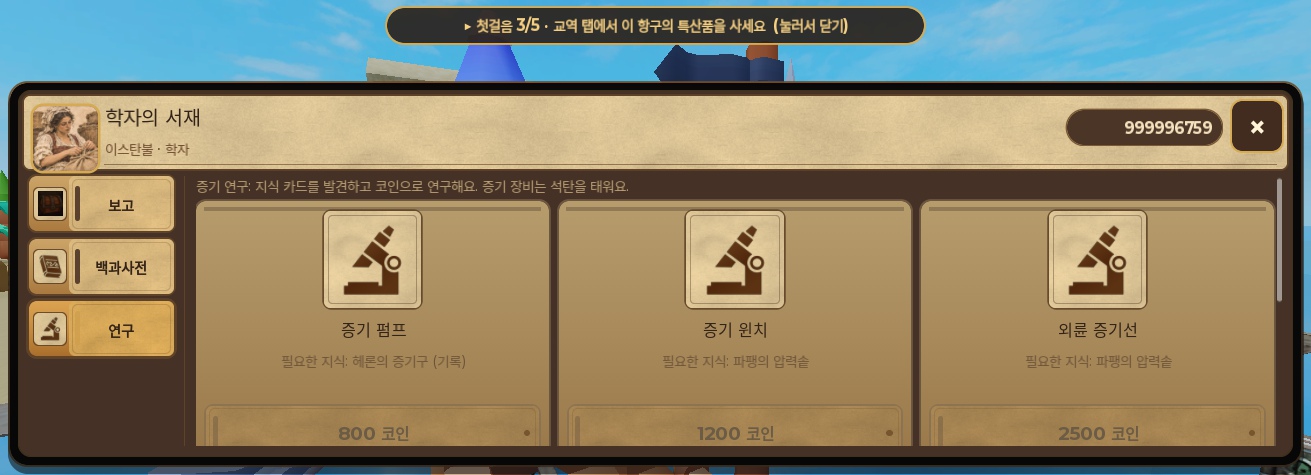 ▸ 첫걸음 3/5 · 교역 탭에서 이 항구의 특산품을 사세요 (눌러서 닫기)
학자의 서재
이스탄불 · 학자
999996759
×
보고
백과사전
연구
증기 연구: 지식 카드를 발견하고 코인으로 연구해요. 증기 장비는 석탄을 태워요.
증기 펌프
필요한 지식: 헤론의 증기구 (기록)
800 코인
증기 윈치
필요한 지식: 파팽의 압력솥
1200 코인
외륜 증기선
필요한 지식: 파팽의 압력솥
2500 코인